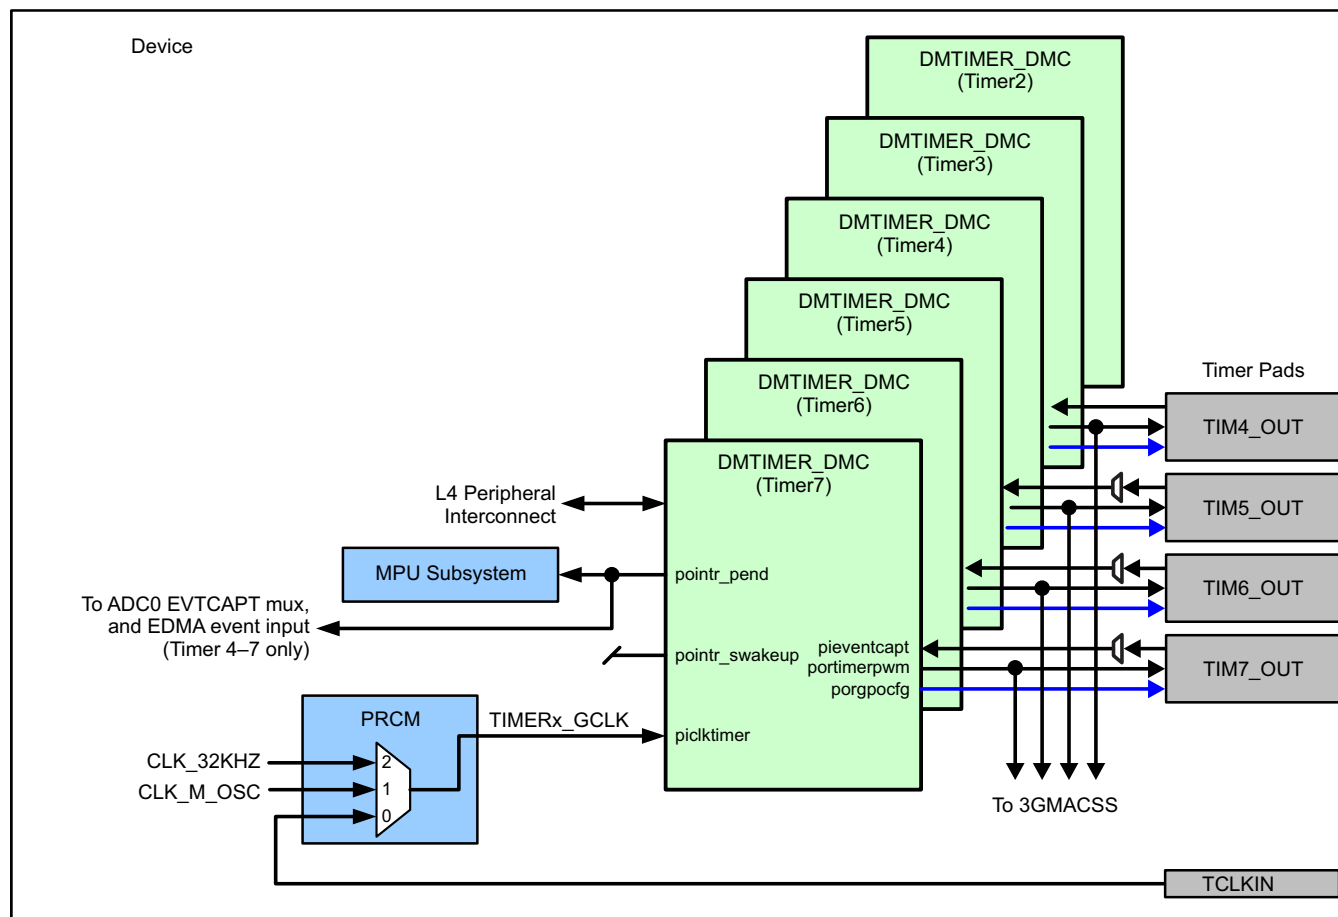 Device
DMTIMER_DMC
(Timer2)
DMTIMER_DMC
(Timer3)
DMTIMER_DMC
(Timer4)
DMTIMER_DMC
(Timer5)
DMTIMER_DMC
(Timer6)
DMTIMER_DMC
(Timer7)
Timer Pads
TIM4_OUT
TIM5_OUT
TIM6_OUT
TIM7_OUT
L4 Peripheral
Interconnect
MPU Subsystem
pointr_pend
To ADC0 EVTCAPT mux,
and EDMA event input
(Timer 4–7 only)
pointr_swakeup
pieventcapt
portimerpwm
porgpocfg
PRCM
TIMERx_GCLK
piclktimer
CLK_32KHZ
2
CLK_M_OSC
1
0
To 3GMACSS
TCLKIN